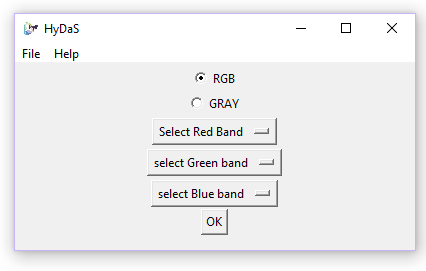 HyDaS
File Help
RGB
GRAY
Select Red Band
select Green band
select Blue band
OK